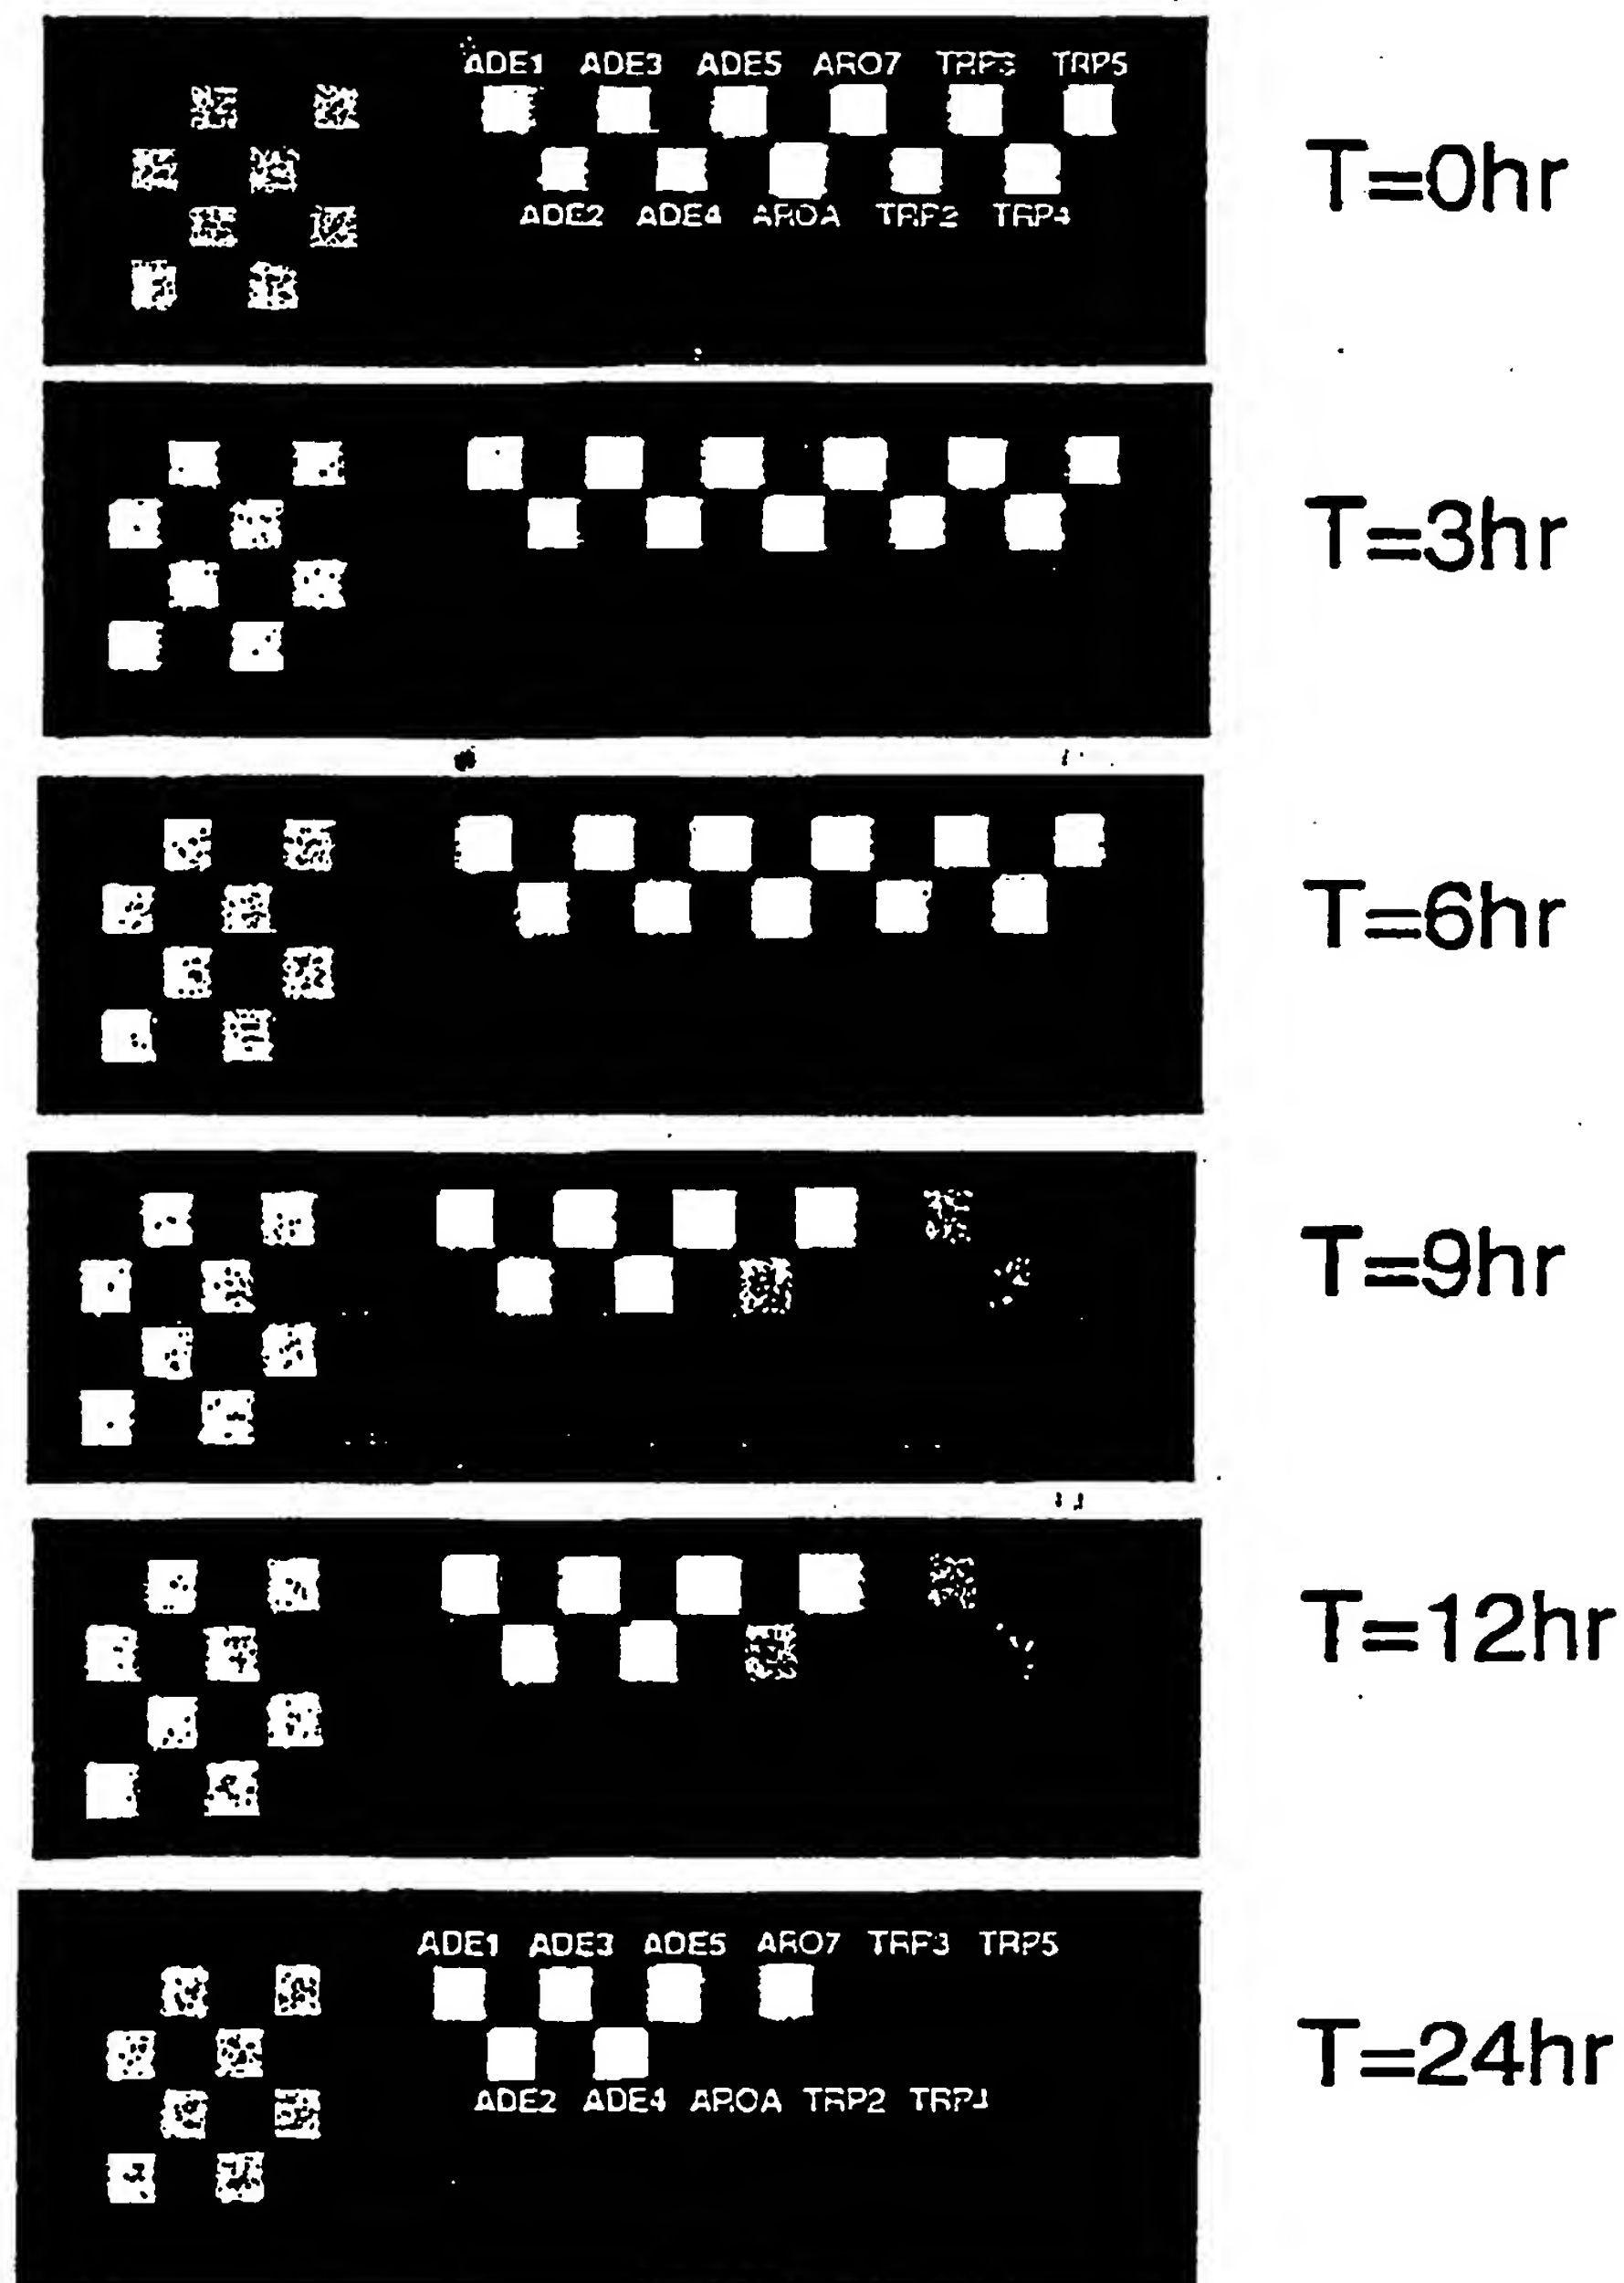 ADE1 ADE3 ADE5 ARO7 TRP3 TRP5
T=0hr
ADE2 ADE4 AROA TRP2 TRP4
T=3hr
T=6hr
T=9hr
T=12hr
ADE1 ADE3 ADE5 ARO7 TRP3 TRP5
T=24hr
ADE2 ADE4 AROA TRP2 TRP4